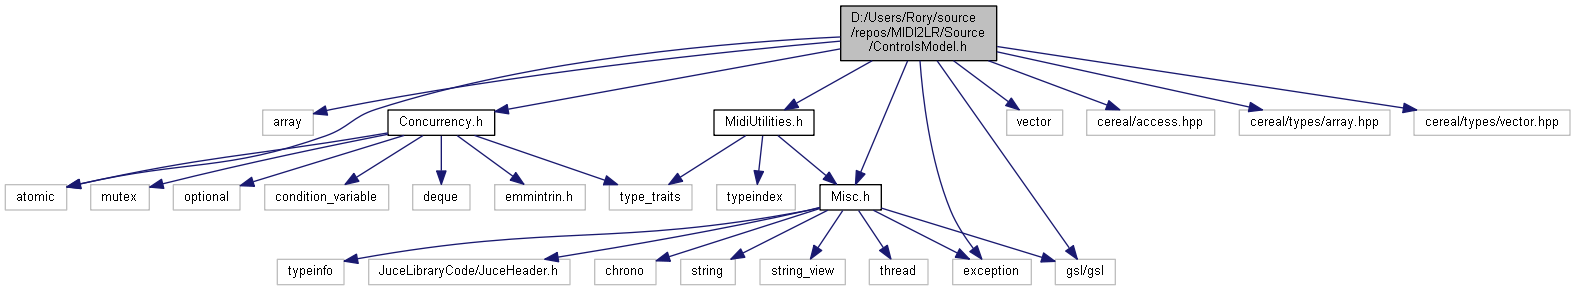 D:/Users/Rory/source
/repos/MIDI2LR/Source
/ControlsModel.h
array
Concurrency.h
MidiUtilities.h
vector
cereal/access.hpp
cereal/types/array.hpp
cereal/types/vector.hpp
atomic
mutex
optional
condition_variable
deque
emmintrin.h
type_traits
typeindex
Misc.h
typeinfo
JuceLibraryCode/JuceHeader.h
chrono
string
string_view
thread
exception
gsl/gsl